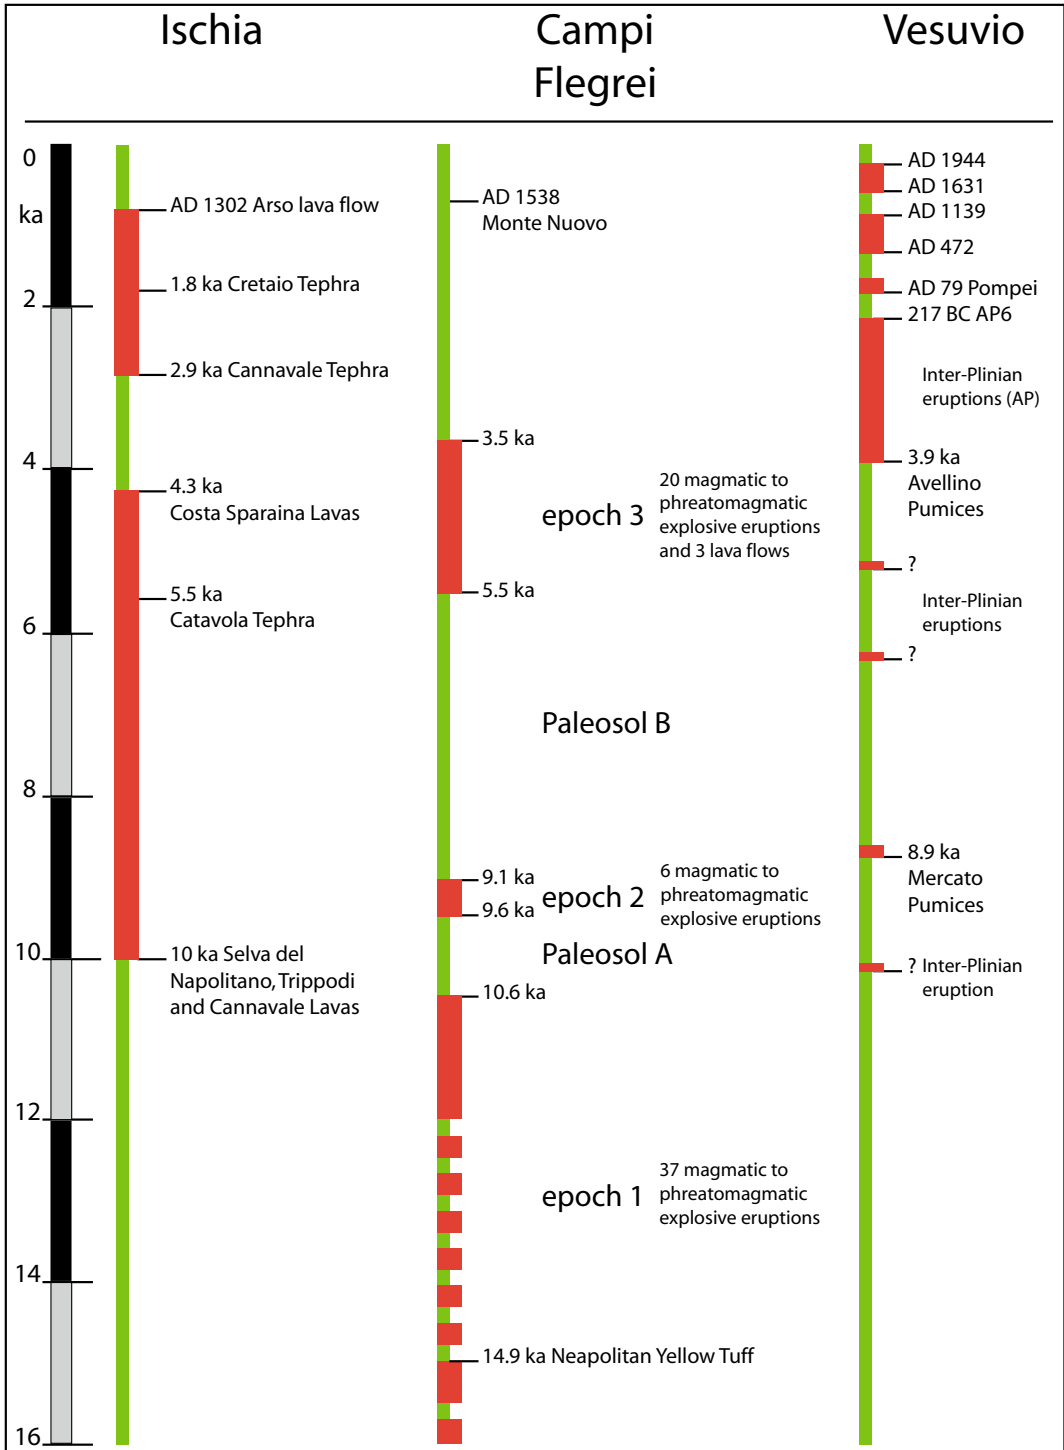 Ischia
Campi
Flegrei
Vesuvio
0
ka
2
4
6
8
10
12
14
16
AD 1302 Arso lava flow
1.8 ka Cretaio Tephra
2.9 ka Cannavale Tephra
4.3 ka
Costa Sparaina Lavas
5.5 ka
Catavola Tephra
10 ka Selva del
Napolitano, Trippodi
and Cannavale Lavas
AD 1538
Monte Nuovo
3.5 ka
epoch 3
20 magmatic to
phreatomagmatic
explosive eruptions
and 3 lava flows
5.5 ka
Paleosol B
9.1 ka
epoch 2
6 magmatic to
phreatomagmatic
explosive eruptions
9.6 ka
Paleosol A
10.6 ka
epoch 1
37 magmatic to
phreatomagmatic
explosive eruptions
14.9 ka Neapolitan Yellow Tuff
AD 1944
AD 1631
AD 1139
AD 472
AD 79 Pompei
217 BC AP6
Inter-Plinian
eruptions (AP)
3.9 ka
Avellino
Pumices
?
Inter-Plinian
eruptions
?
8.9 ka
Mercato
Pumices
? Inter-Plinian
eruption